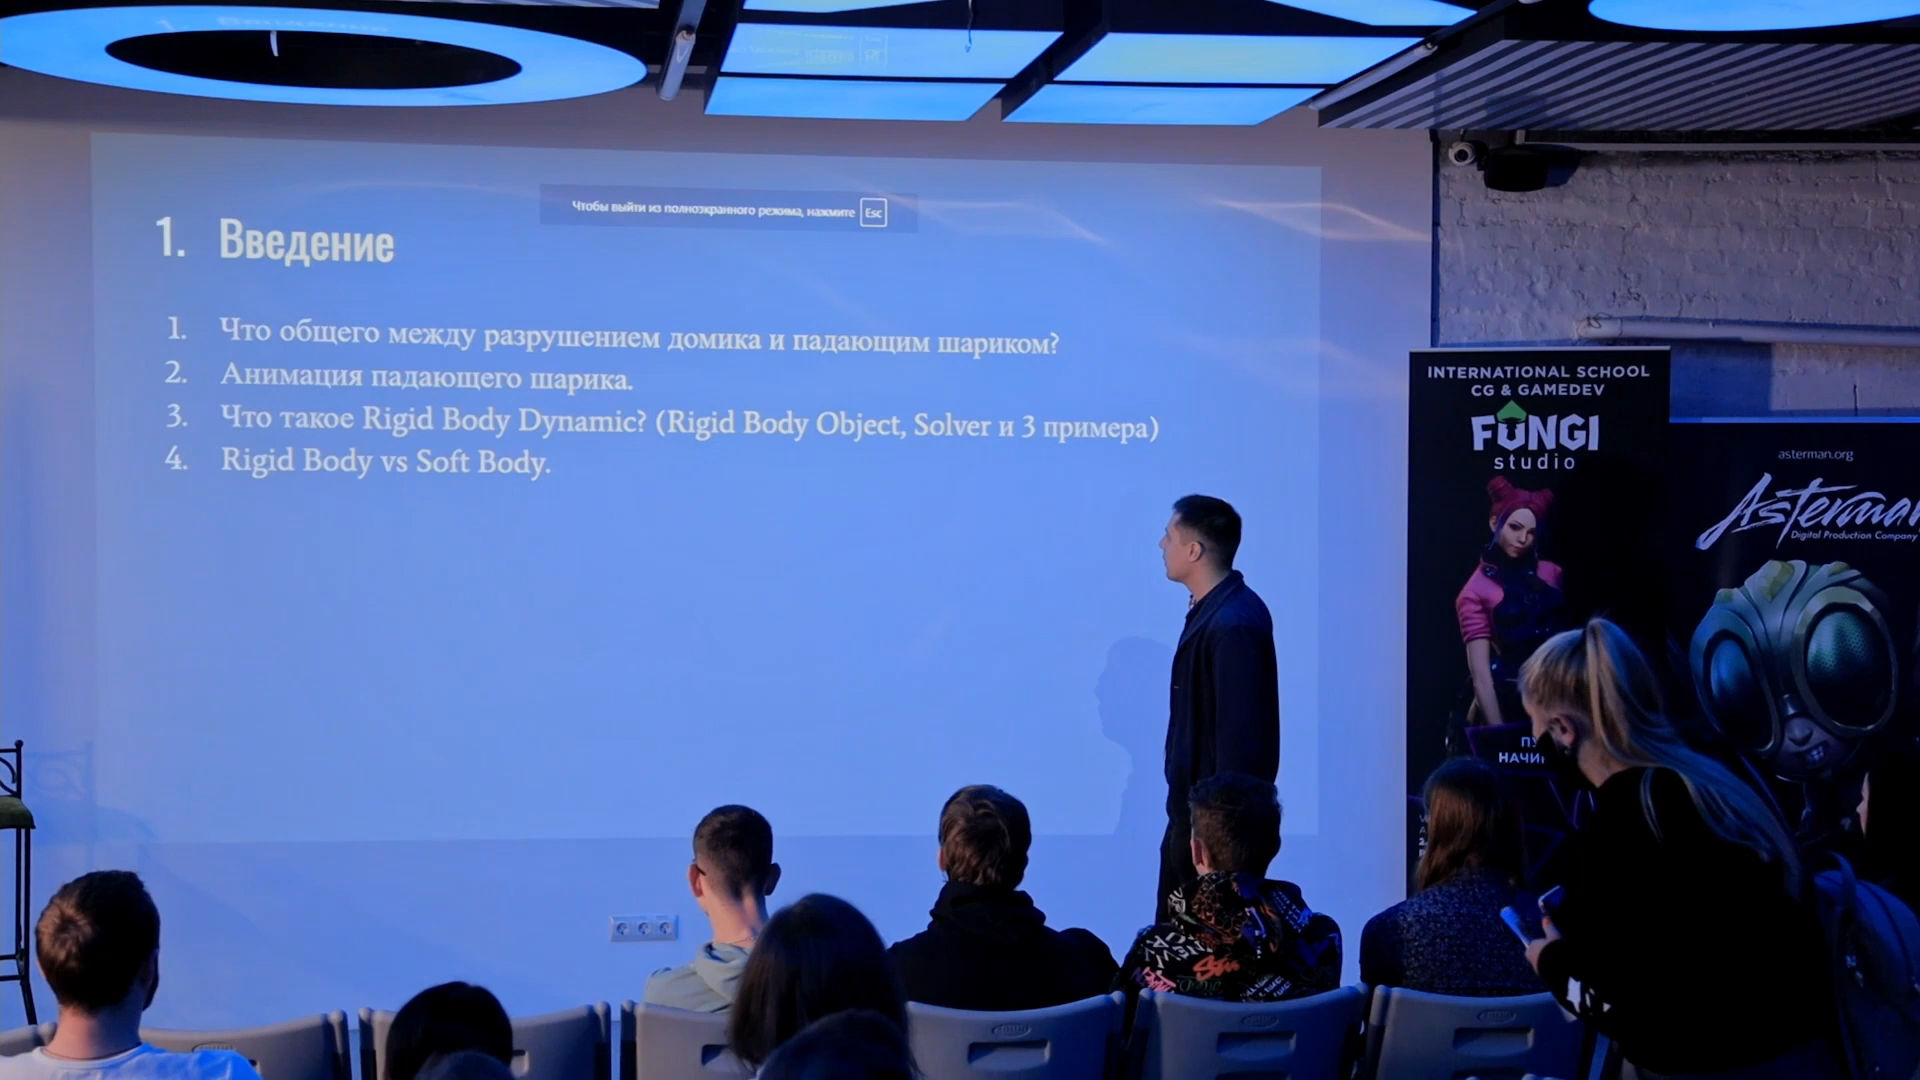 Чтобы выйти из полноэкранного режима, нажмите Esc
1. Введение
1. Что общего между разрушением домика и падающим шариком?
2. Анимация падающего шарика.
3. Что такое Rigid Body Dynamic? (Rigid Body Object, Solver и 3 примера)
4. Rigid Body vs Soft Body.
INTERNATIONAL SCHOOL
CG & GAMEDEV
FUNGI
studio
asterman.org
Asterman
Digital Production Company